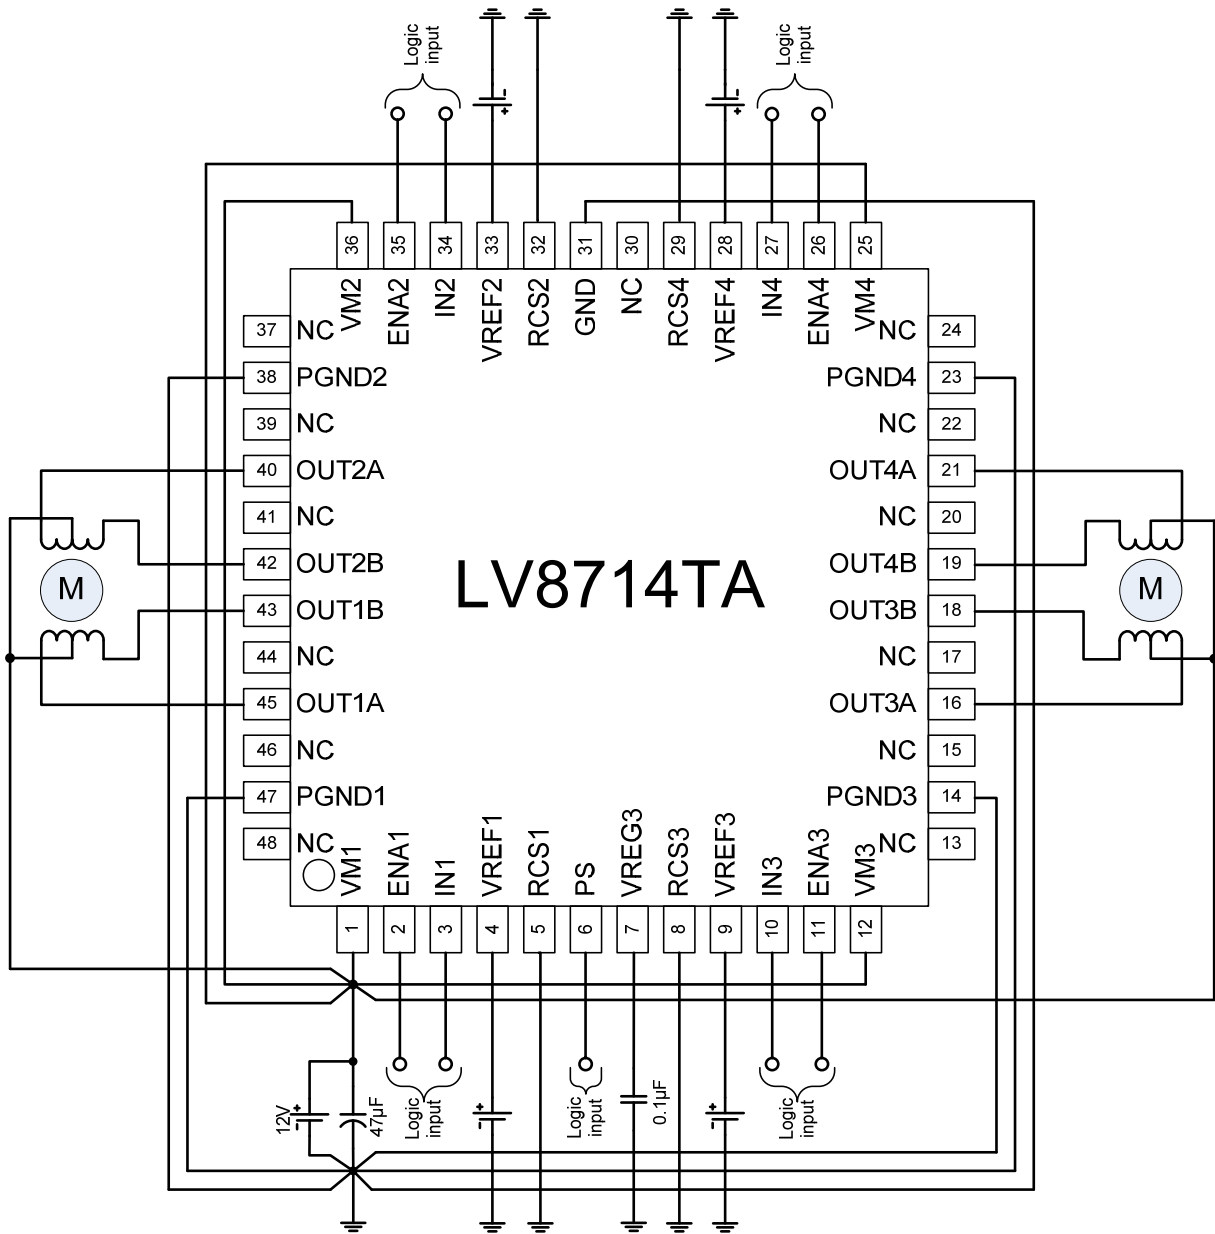 Logic
input
Logic
input
- +
- +
36 35 34 33 32 31 30 29 28 27 26 25
VM2 ENA2 IN2 VREF2 RCS2 GND NC RCS4 VREF4 IN4 ENA4 VM4
37 NC
NC 24
38 PGND2
PGND4 23
39 NC
NC 22
40 OUT2A
OUT4A 21
41 NC
NC 20
42 OUT2B
OUT4B 19
M
LV8714TA
M
43 OUT1B
OUT3B 18
44 NC
NC 17
45 OUT1A
OUT3A 16
46 NC
NC 15
47 PGND1
PGND3 14
48 NC
NC 13
VM1 ENA1 IN1 VREF1 RCS1 PS VREG3 RCS3 VREF3 IN3 ENA3 VM3
1 2 3 4 5 6 7 8 9 10 11 12
12V
+ -
47μF
Logic
input
+ -
Logic
input
0.1μF
+ -
Logic
input